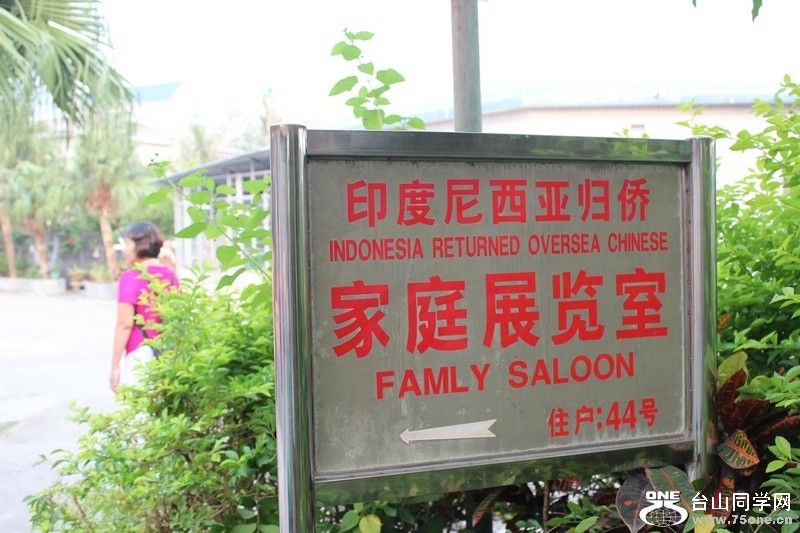 印度尼西亚归侨
INDONESIA RETURNED OVERSEA CHINESE
家庭展览室
FAMLY SALOON
住户:44号
ONE 台山同学网
www.75one.cn